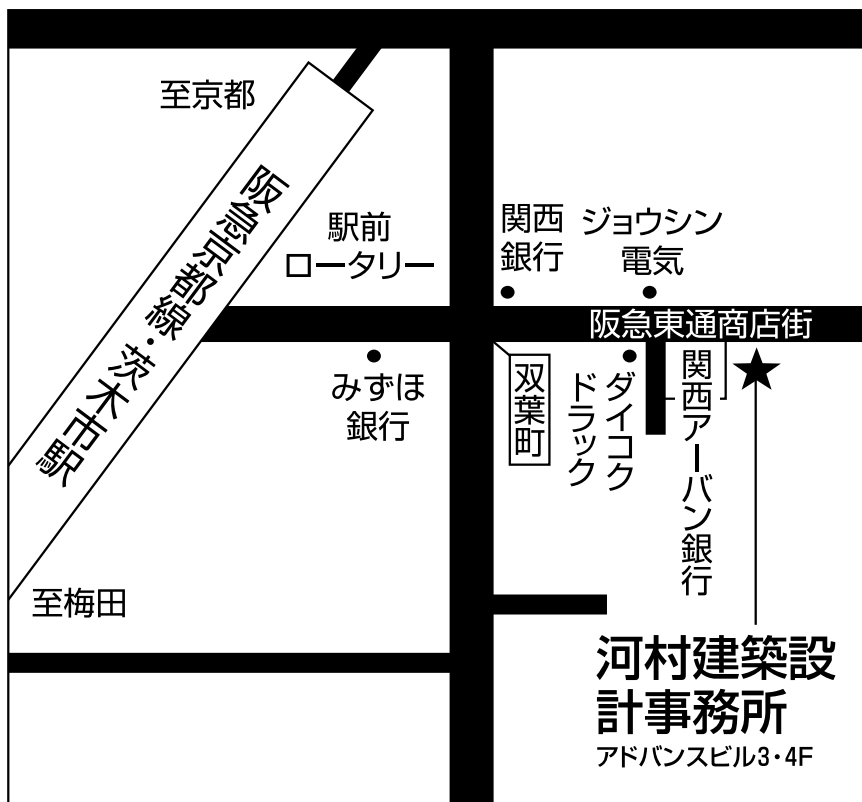 至京都
阪急京都線・茨木市駅
駅前
ロータリー
関西
銀行
ジョウシン
電気
阪急東通商店街
みずほ
銀行
双葉町
ダイコク
ドラック
関西アーバン銀行
至梅田
河村建築設
計事務所
アドバンスビル3・4F